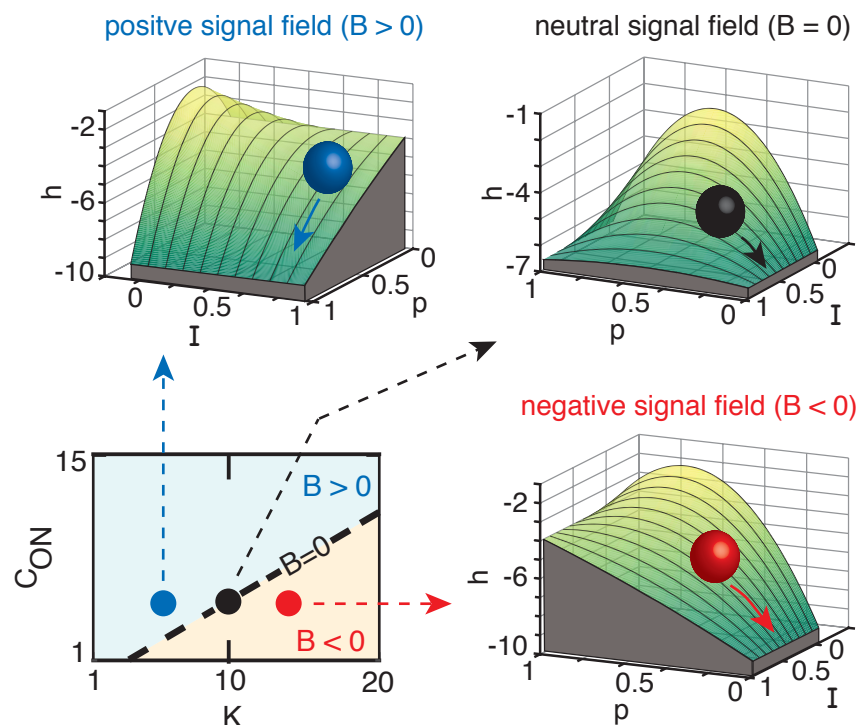 positve signal field (B > 0)
neutral signal field (B = 0)
h
-2
-6
-10
0
0.5
1
I
1
0.5
0
p
h
-1
-4
-7
1
0.5
0
p
1
0.5
0
I
negative signal field (B < 0)
h
-2
-6
-10
1
0.5
0
p
1
0.5
0
I
15
1
CON
B > 0
B=0
B < 0
1
10
20
K